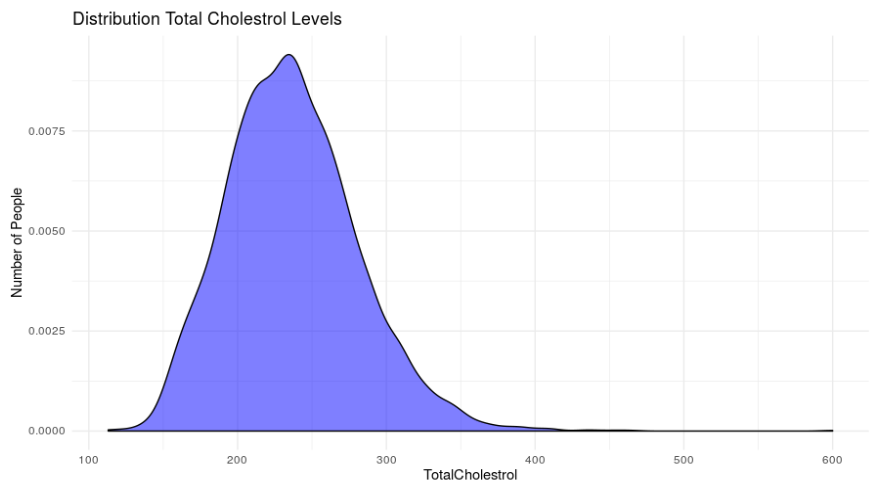 Distribution Total Cholestrol Levels
Number of People
0.0075
0.0050
0.0025
0.0000
100 200 300 400 500 600
TotalCholestrol